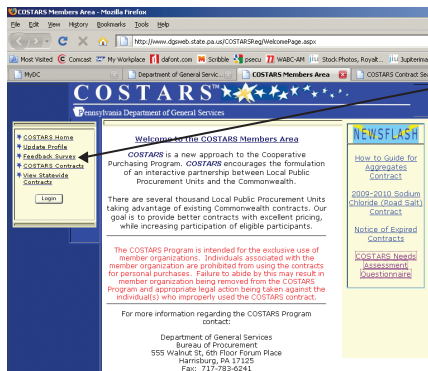 COSTARS Members Area - Mozilla Firefox
File Edit View History Bookmarks Tools Help
http://www.dgsweb.state.pa.us/COSTARSReg/WelcomePage.aspx
Most Visited Comcast My Workplace dafont.com Scribble psecu WABC-AM Stock Photos, Royalt... Jupiterima
MyDC Department of General Servic... COSTARS Members Area COSTARS Contract Sea
COSTARS™
Pennsylvania Department of General Services
COSTARS Home
Update Profile
Feedback Survey
COSTARS Contracts
View Statewide
Contracts
Login
Welcome to the COSTARS Members Area
COSTARS is a new approach to the Cooperative
Purchasing Program. COSTARS encourages the formulation
of an interactive partnership between Local Public
Procurement Units and the Commonwealth.
There are several thousand Local Public Procurement Units
taking advantage of existing Commonwealth contracts. Our
goal is to provide better contracts with excellent pricing,
while increasing participation of eligible participants.
The COSTARS Program is intended for the exclusive use of
member organizations. Individuals associated with the
member organization are prohibited from using the contracts
for personal purchases. Failure to abide by this may result in
member organization being removed from the COSTARS
Program and appropriate legal action being taken against the
individual(s) who improperly used the COSTARS contract.
For more information regarding the COSTARS Program
contact:
Department of General Services
Bureau of Procurement
555 Walnut St, 6th Floor Forum Place
Harrisburg, PA 17125
Fax: 717-783-6241
NEWSFLASH
How to Guide for
Aggregates
Contract
2009-2010 Sodium
Chloride (Road Salt)
Contract
Notice of Expired
Contracts
COSTARS Needs
Assessment
Questionnaire